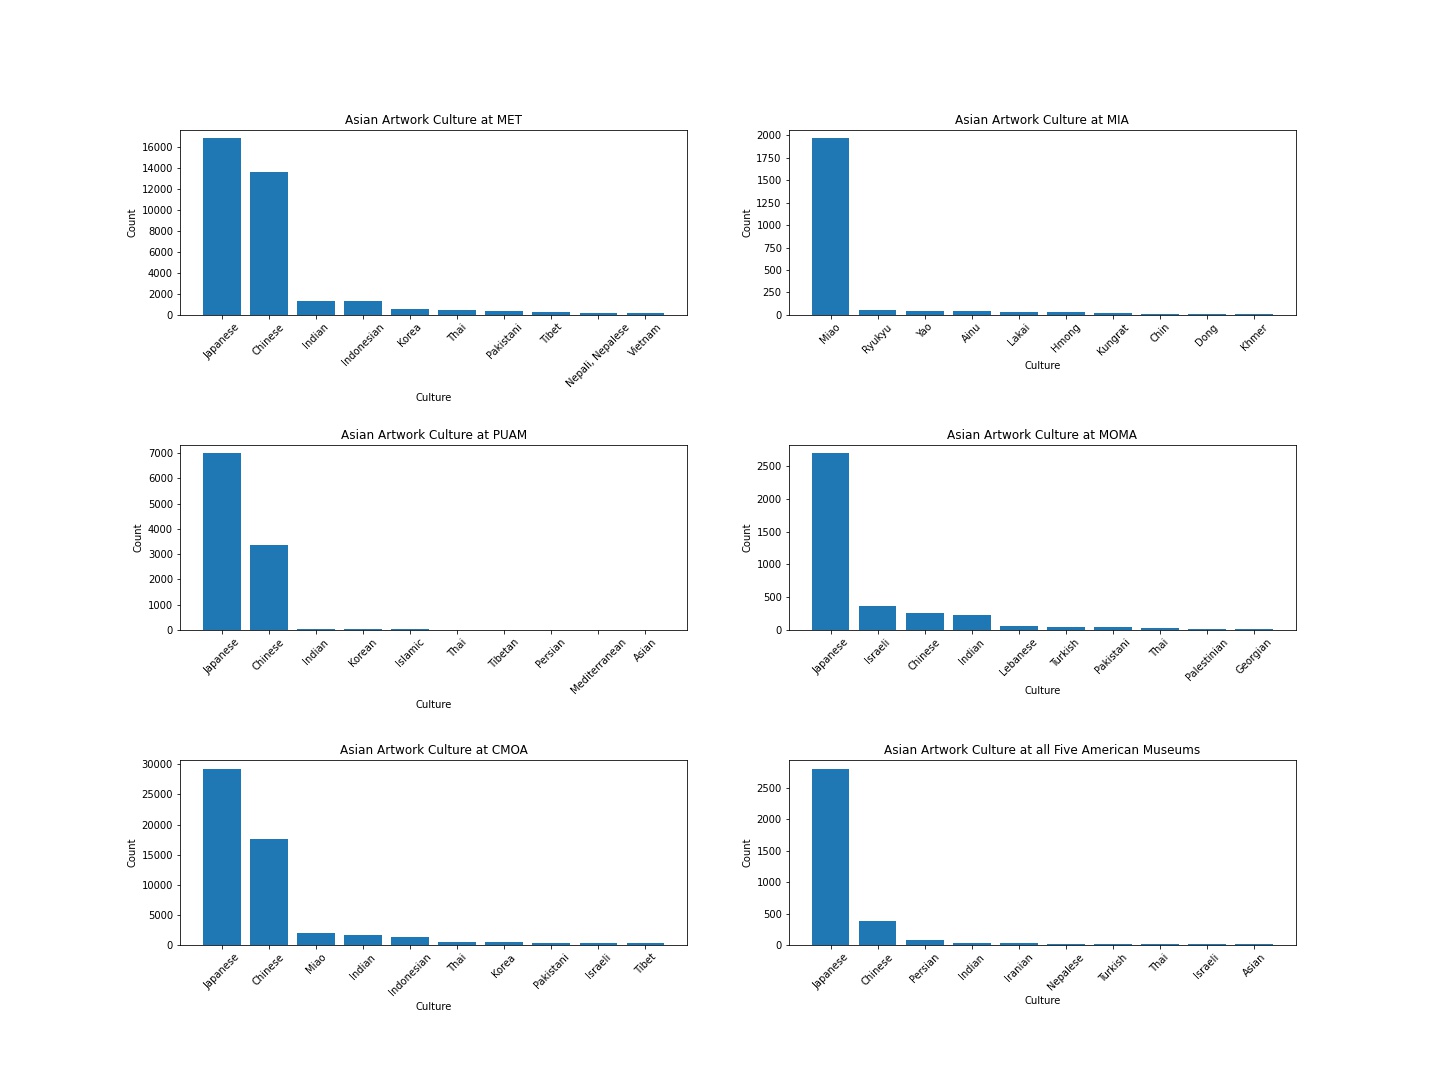 Asian Artwork Culture at MET
Count
16000
14000
12000
10000
8000
6000
4000
2000
0
Japanese
Chinese
Indian
Indonesian
Korea
Thai
Pakistani
Tibet
Nepali, Nepalese
Vietnam
Culture
Asian Artwork Culture at MIA
Count
2000
1750
1500
1250
1000
750
500
250
0
Miao
Ryukyu
Yao
Ainu
Lakai
Hmong
Kungrat
Chin
Dong
Khmer
Culture
Asian Artwork Culture at PUAM
Count
7000
6000
5000
4000
3000
2000
1000
0
Japanese
Chinese
Indian
Korean
Islamic
Thai
Tibetan
Persian
Mediterranean
Asian
Culture
Asian Artwork Culture at MOMA
Count
2500
2000
1500
1000
500
0
Japanese
Israeli
Chinese
Indian
Lebanese
Turkish
Pakistani
Thai
Palestinian
Georgian
Culture
Asian Artwork Culture at CMOA
Count
30000
25000
20000
15000
10000
5000
0
Japanese
Chinese
Miao
Indian
Indonesian
Thai
Korea
Pakistani
Israeli
Tibet
Culture
Asian Artwork Culture at all Five American Museums
Count
2500
2000
1500
1000
500
0
Japanese
Chinese
Persian
Indian
Iranian
Nepalese
Turkish
Thai
Israeli
Asian
Culture